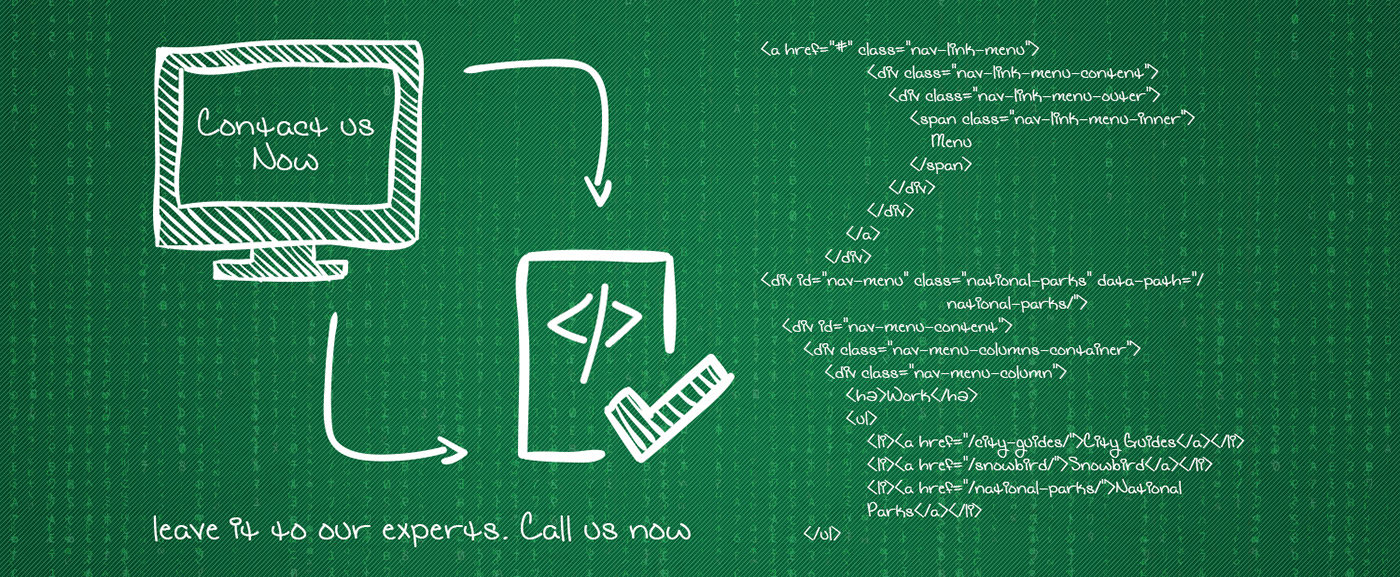 Contact us
Now
leave it to our experts. Call us now
<a href="#" class="nav-link-menu">
<div class="nav-link-menu-content">
<div class="nav-link-menu-outer">
<span class="nav-link-menu-inner">
Menu
</span>
</div>
</div>
</a>
</div>
<div id="nav-menu" class="national-parks" data-path="/
national-parks/">
<div id="nav-menu-content">
<div class="nav-menu-columns-container">
<div class="nav-menu-column">
<h2>Work</h2>
<ul>
<li><a href="/city-guides/">City Guides</a></li>
<li><a href="/snowbird/">Snowbird</a></li>
<li><a href="/national-parks/">National
Parks</a></li>
</ul>